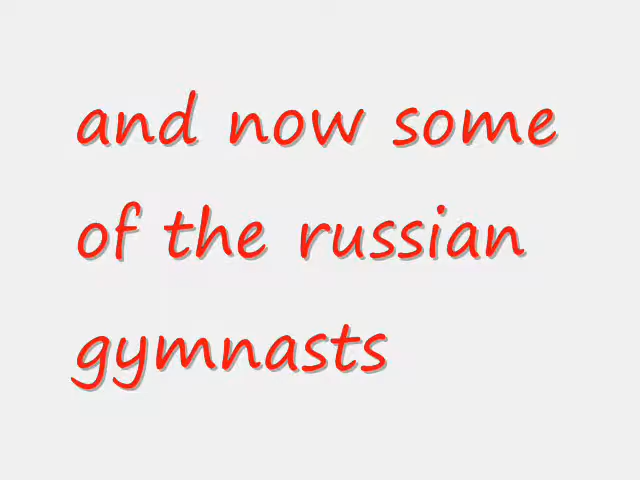 and now some
of the russian
gymnasts